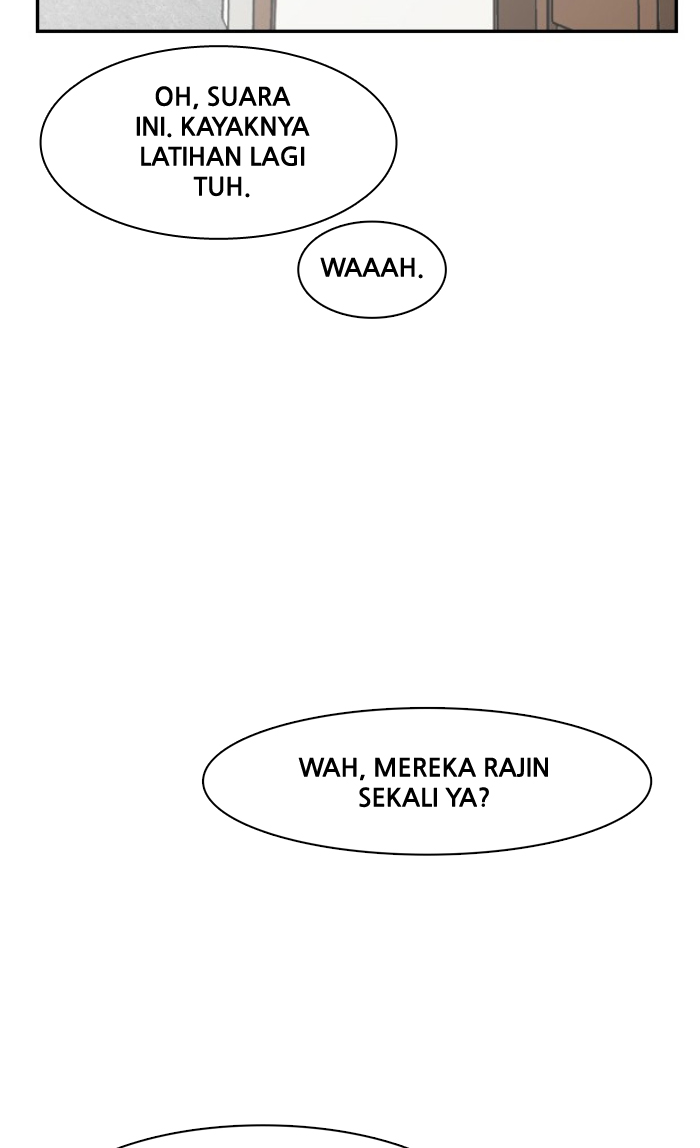 OH, SUARA
INI. KAYAKNYA
LATIHAN LAGI
TUH.
WAAAH.
WAH, MEREKA RAJIN
SEKALI YA?